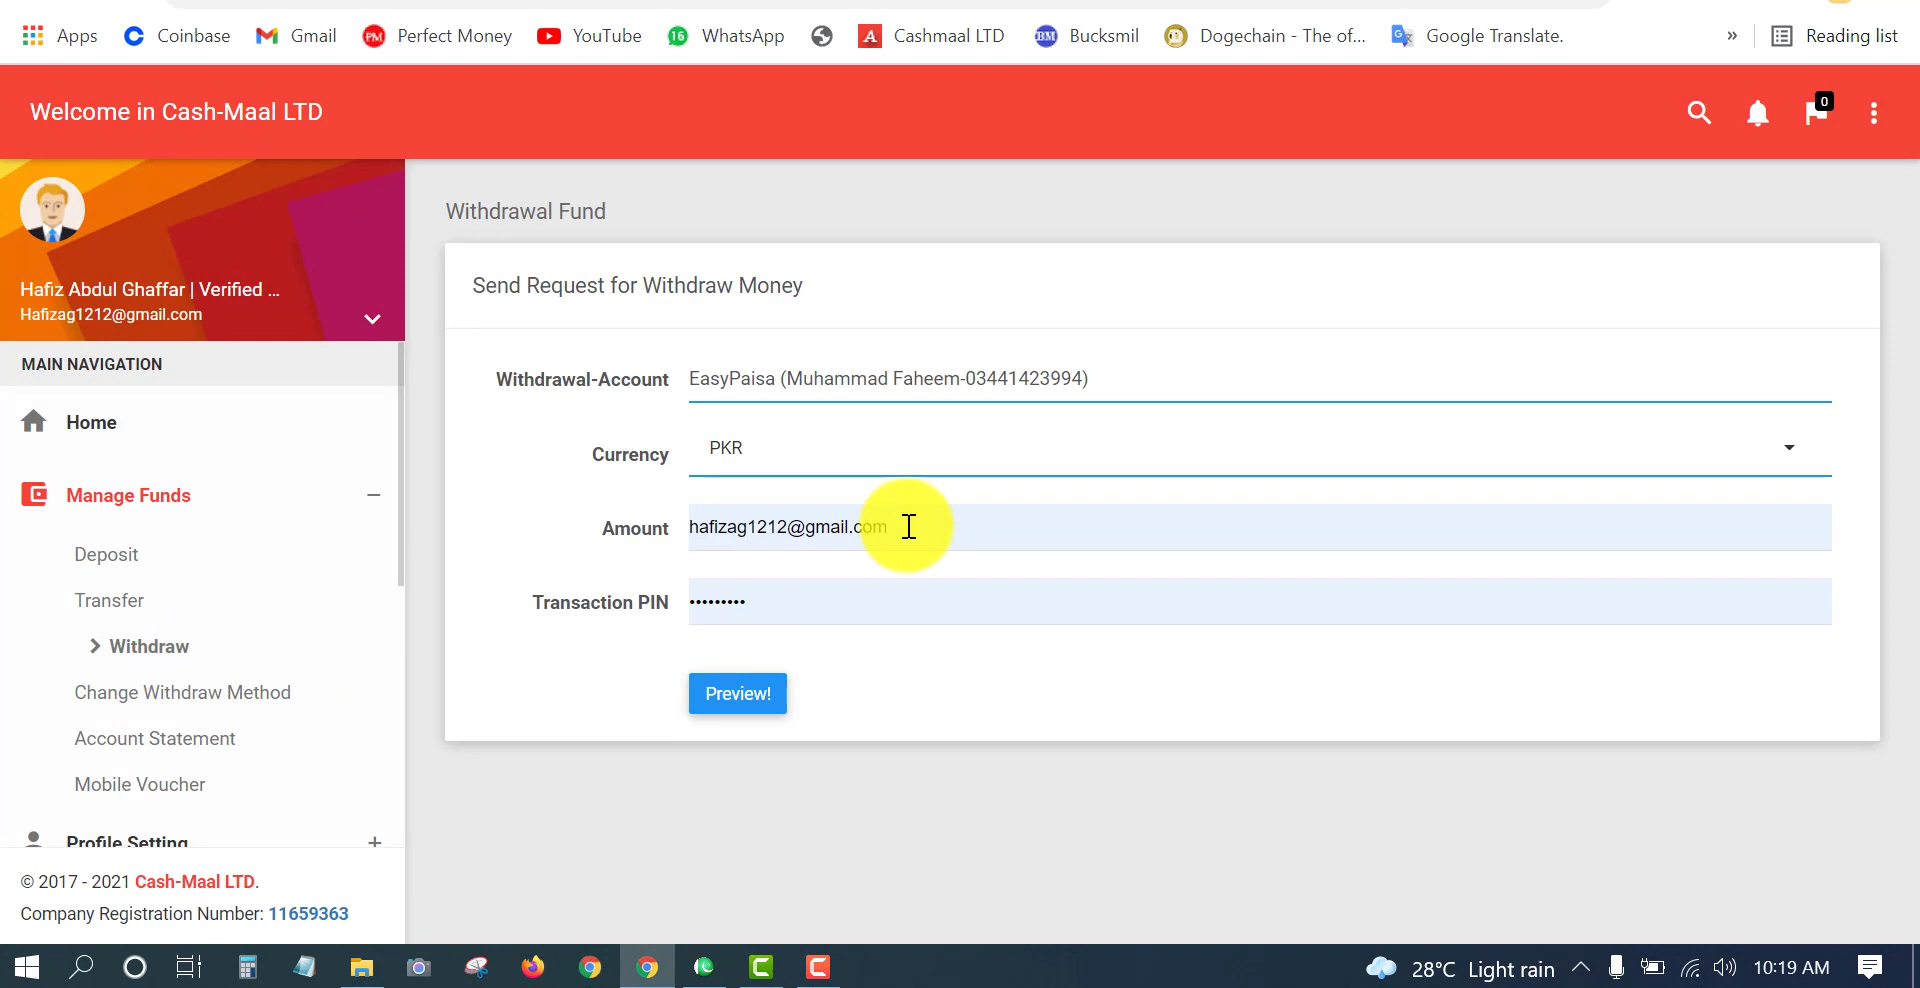 Apps Coinbase Gmail PM Perfect Money YouTube 16 WhatsApp A Cashmaal LTD BM Bucksmil Dogechain - The of... Google Translate. » Reading list
Welcome in Cash-Maal LTD
0
Hafiz Abdul Ghaffar | Verified ...
Hafizag1212@gmail.com
MAIN NAVIGATION
Home
Manage Funds
Deposit
Transfer
Withdraw
Change Withdraw Method
Account Statement
Mobile Voucher
Profile Setting
© 2017 - 2021 Cash-Maal LTD.
Company Registration Number: 11659363
Withdrawal Fund
Send Request for Withdraw Money
Withdrawal-Account EasyPaisa (Muhammad Faheem-03441423994)
Currency PKR
Amount hafizag1212@gmail.com
Transaction PIN •••••••••
Preview!
28°C Light rain 10:19 AM